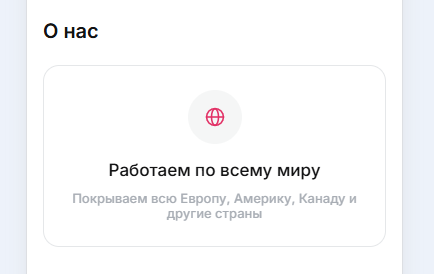 О нас
Работаем по всему миру
Покрываем всю Европу, Америку, Канаду и
другие страны